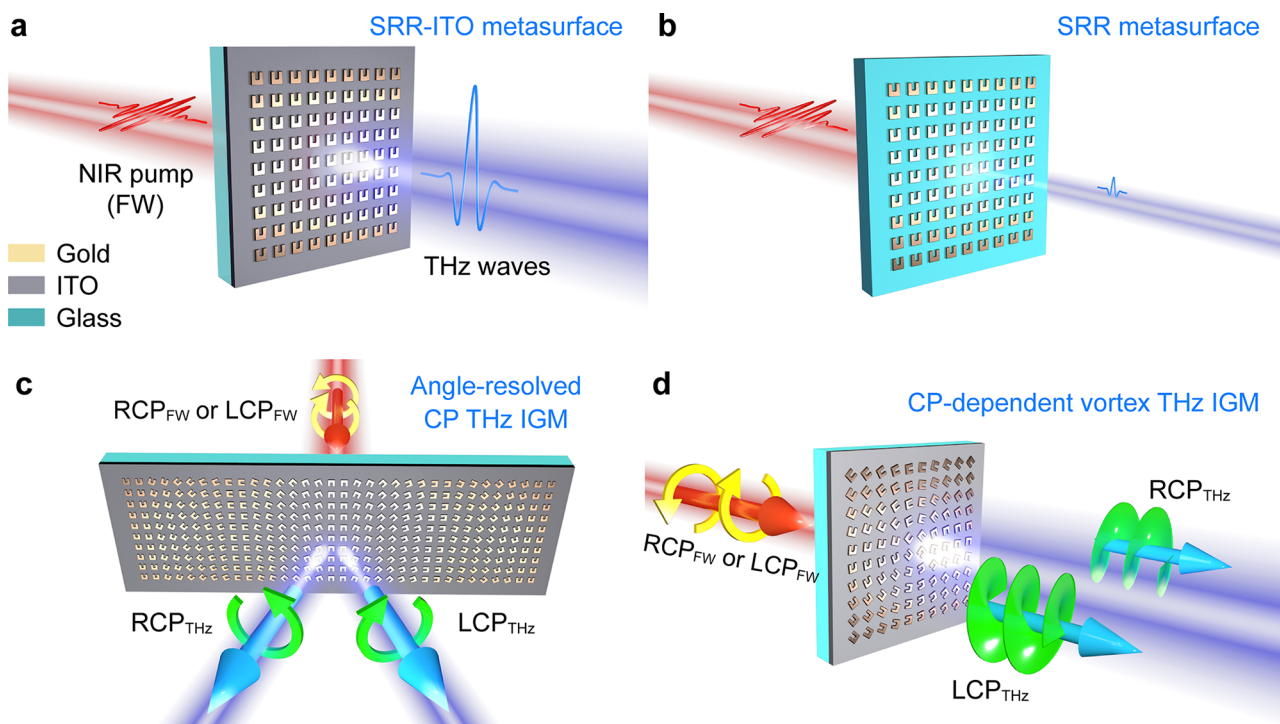 a
SRR-ITO metasurface
NIR pump
(FW)
THz waves
Gold
ITO
Glass
b
SRR metasurface
c
Angle-resolved
CP THz IGM
RCPFW or LCPFW
RCPTHz
LCPTHz
d
CP-dependent vortex THz IGM
RCPFW or LCPFW
RCPTHz
LCPTHz